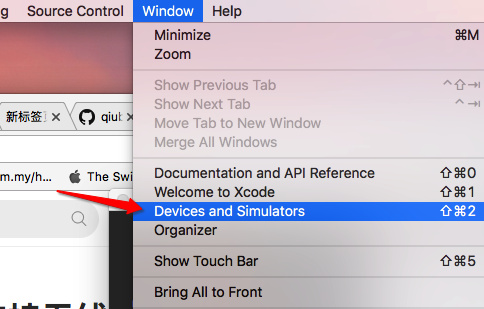 g Source Control Window Help
Minimize ⌘M
Zoom
Show Previous Tab ^⇧⇥
Show Next Tab ^⇥
Move Tab to New Window
Merge All Windows
新标签 × qiul ×
Documentation and API Reference ⇧⌘0
m.my/h... The Swi
Welcome to Xcode ⇧⌘1
Devices and Simulators ⇧⌘2
Organizer
Show Touch Bar ⇧⌘5
Bring All to Front